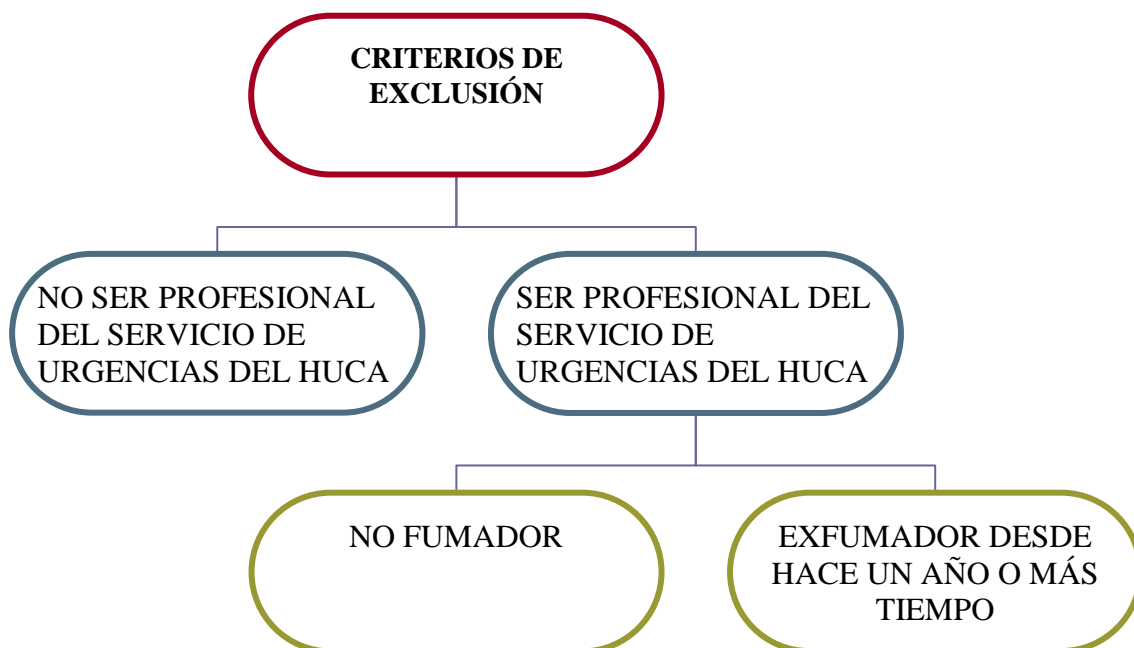 CRITERIOS DE
EXCLUSIÓN
NO SER PROFESIONAL
DEL SERVICIO DE
URGENCIAS DEL HUCA
SER PROFESIONAL DEL
SERVICIO DE
URGENCIAS DEL HUCA
NO FUMADOR
EXFUMADOR DESDE
HACE UN AÑO O MÁS
TIEMPO